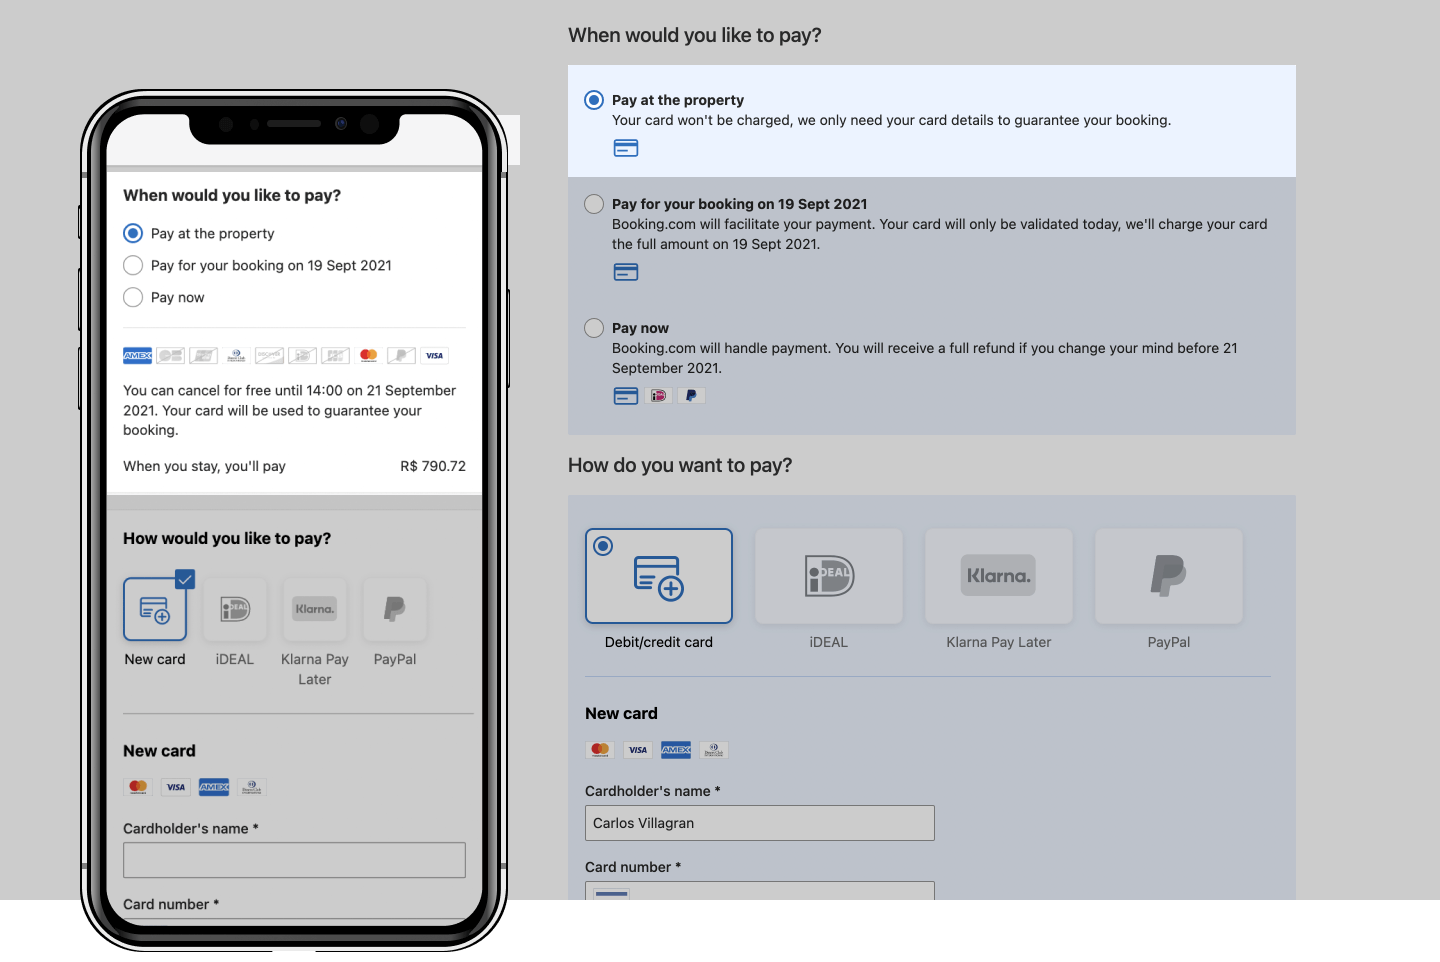 When would you like to pay?
Pay at the property
Pay for your booking on 19 Sept 2021
Pay now
AMEX
VISA
You can cancel for free until 14:00 on 21 September
2021. Your card will be used to guarantee your
booking.
When you stay, you'll pay R$ 790.72
How would you like to pay?
iDEAL
Klarna.
New card
iDEAL
Klarna Pay
Later
PayPal
New card
VISA
AMEX
Cardholder's name *
Card number *
When would you like to pay?
Pay at the property
Your card won't be charged, we only need your card details to guarantee your booking.
Pay for your booking on 19 Sept 2021
Booking.com will facilitate your payment. Your card will only be validated today, we'll charge your card
the full amount on 19 Sept 2021.
Pay now
Booking.com will handle payment. You will receive a full refund if you change your mind before 21
September 2021.
How do you want to pay?
iDEAL
Klarna.
Debit/credit card
iDEAL
Klarna Pay Later
PayPal
New card
VISA
AMEX
Cardholder's name *
Carlos Villagran
Card number *